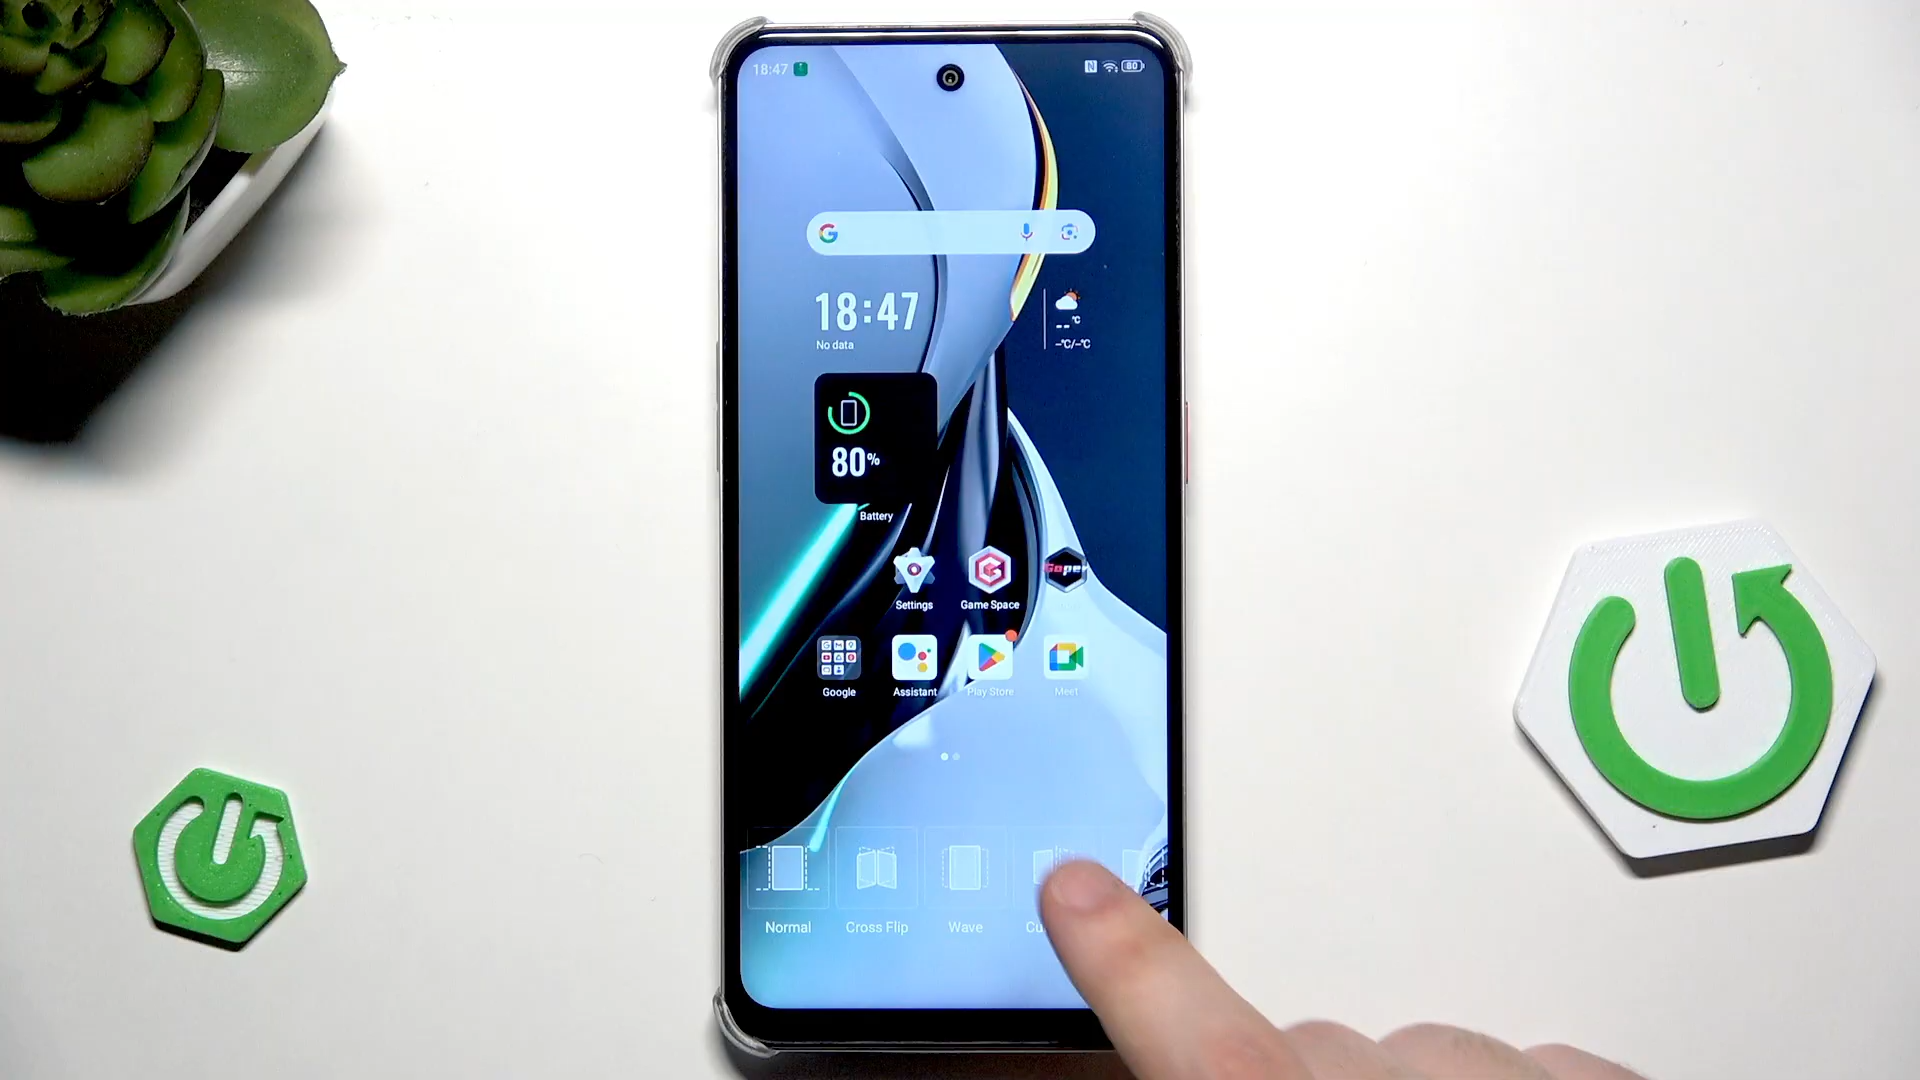 18:47
80
18:47
No data
--°C
-°C/-°C
80%
Battery
Settings
Game Space
Google
Assistant
Play Store
Meet
Normal
Cross Flip
Wave